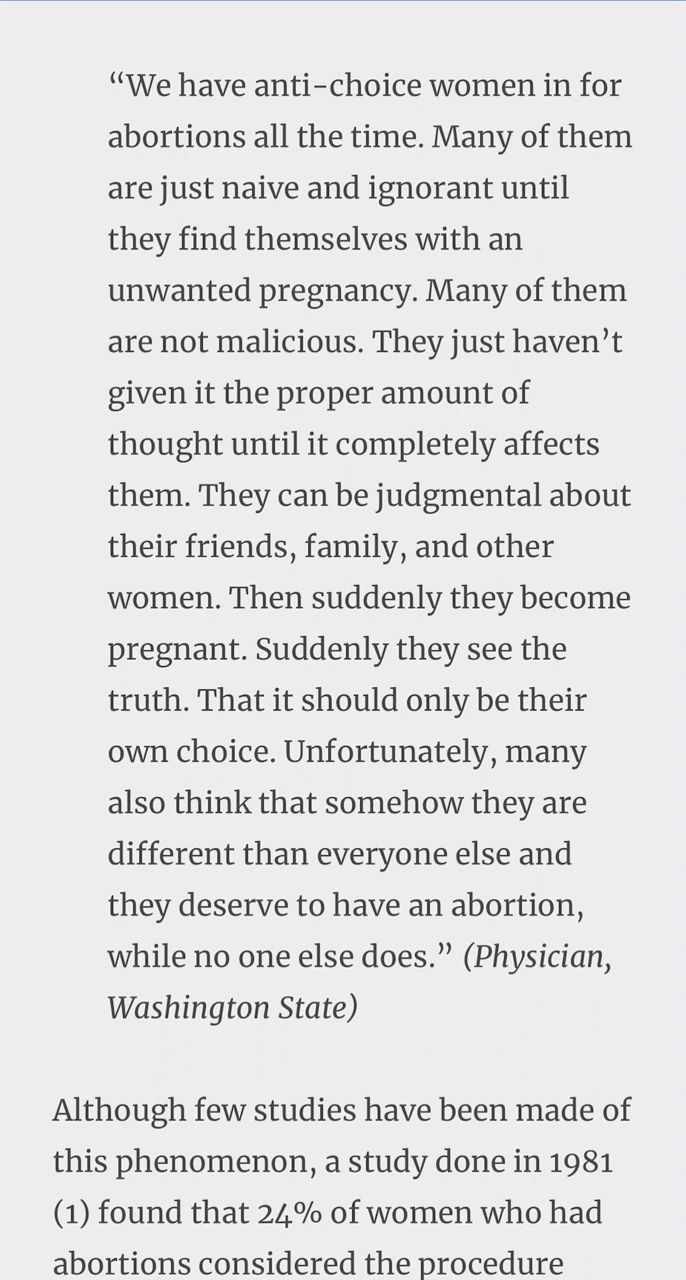 “We have anti-choice women in for
abortions all the time. Many of them
are just naive and ignorant until
they find themselves with an
unwanted pregnancy. Many of them
are not malicious. They just haven’t
given it the proper amount of
thought until it completely affects
them. They can be judgmental about
their friends, family, and other
women. Then suddenly they become
pregnant. Suddenly they see the
truth. That it should only be their
own choice. Unfortunately, many
also think that somehow they are
different than everyone else and
they deserve to have an abortion,
while no one else does.” (Physician,
Washington State)
Although few studies have been made of
this phenomenon, a study done in 1981
(1) found that 24% of women who had
abortions considered the procedure